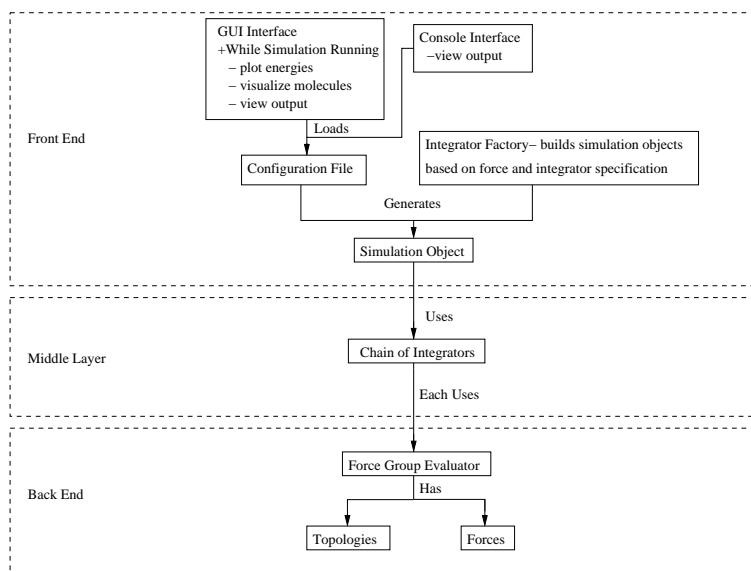 GUI Interface
+While Simulation Running
– plot energies
– visualize molecules
– view output
Console Interface
–view output
Front End
Loads
Integrator Factory– builds simulation objects
based on force and integrator specification
Configuration File
Generates
Simulation Object
Uses
Chain of Integrators
Middle Layer
Each Uses
Force Group Evaluator
Has
Back End
Topologies
Forces